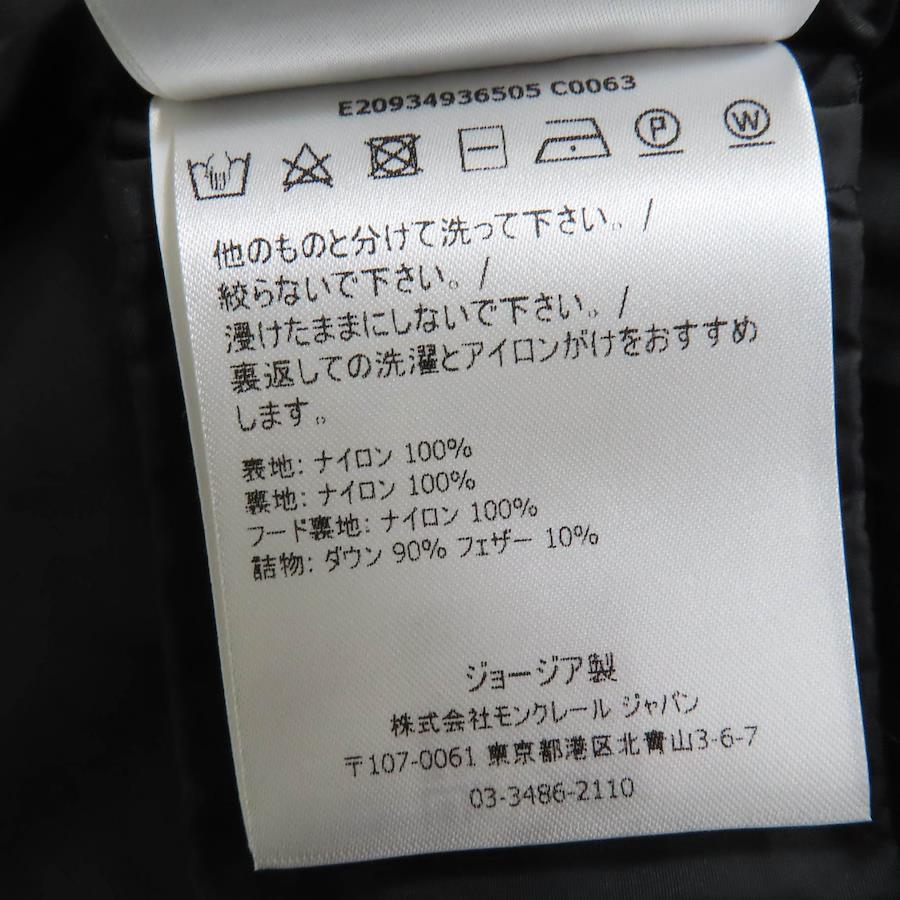 E20934936505 C0063
P W
他のものと分けて洗って下さい。/
絞らないで下さい。/
浸けたままにしないで下さい。/
裏返しての洗濯とアイロンがけをおすすめ
します。
表地: ナイロン 100%
裏地: ナイロン 100%
フード裏地: ナイロン 100%
詰物: ダウン 90% フェザー 10%
ジョージア製
株式会社モンクレール ジャパン
〒107-0061 東京都港区北青山3-6-7
03-3486-2110